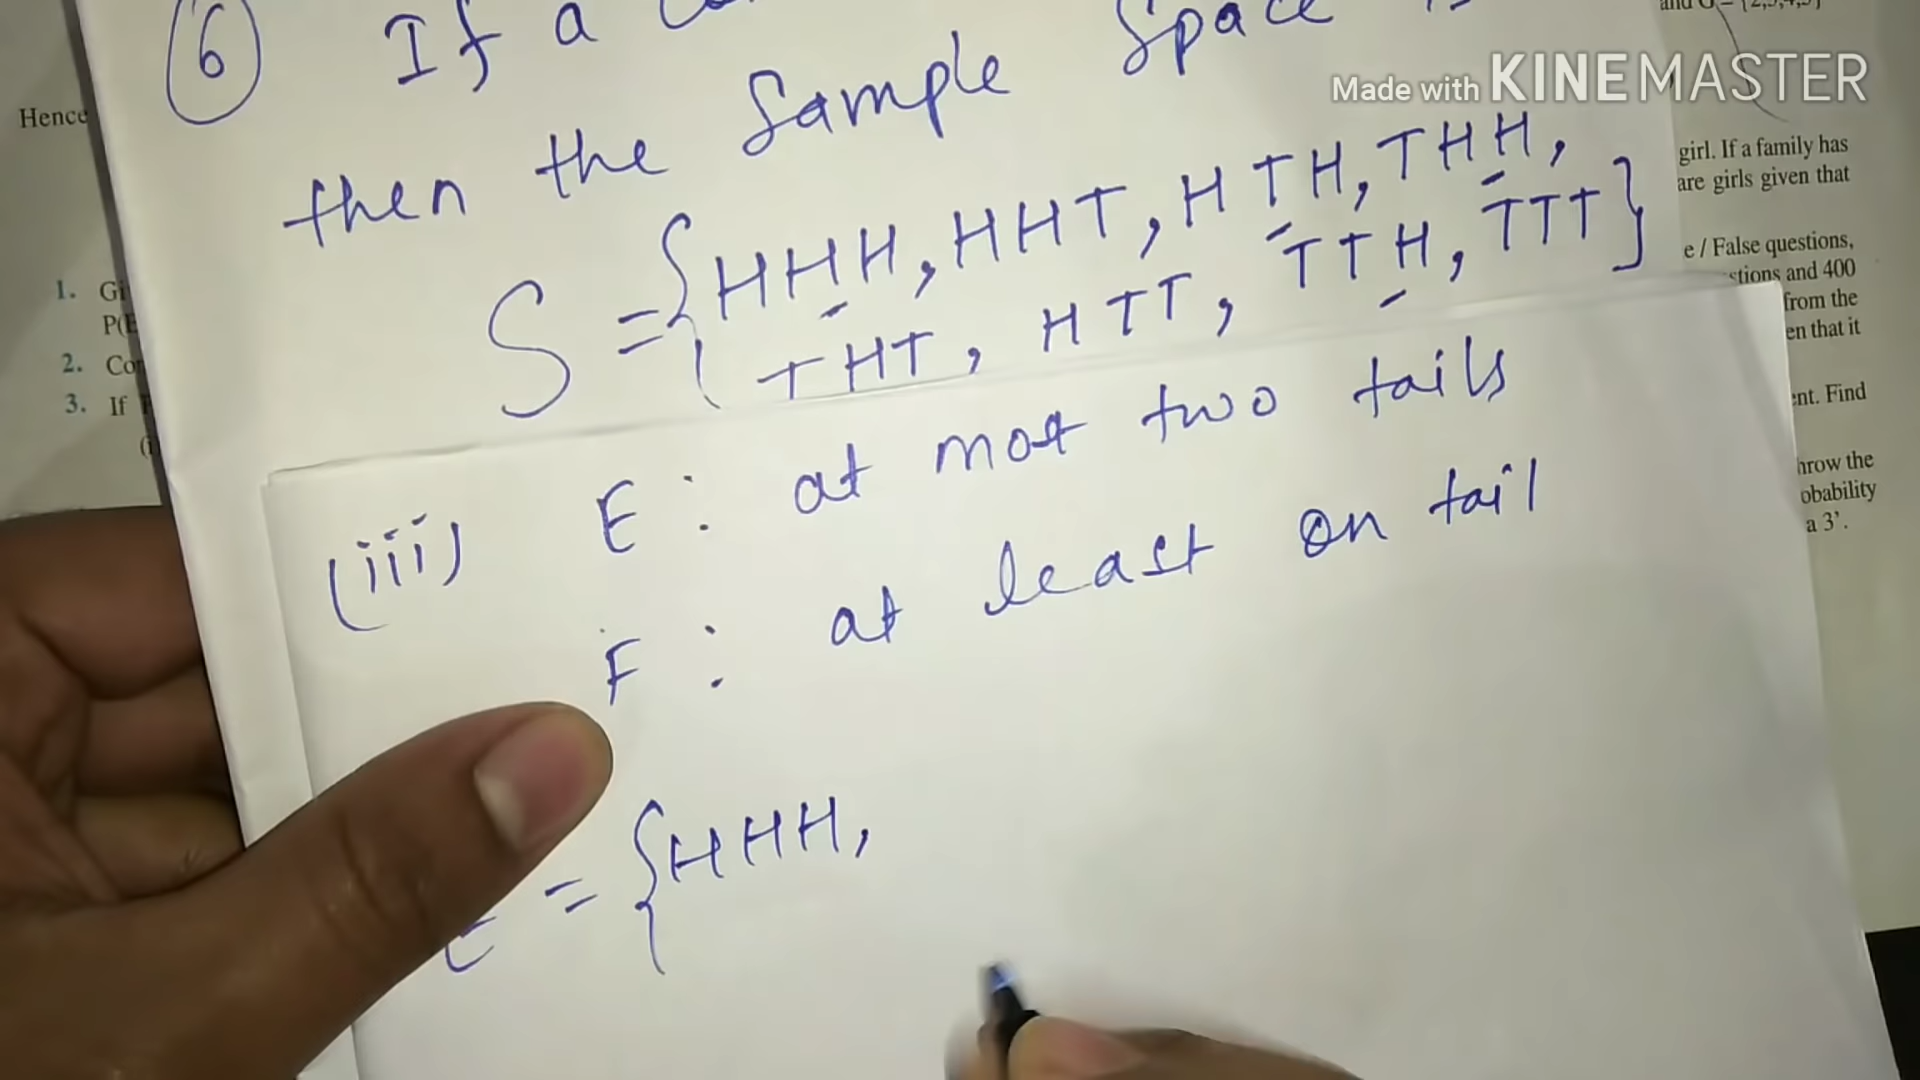 6 If a
then the Sample Space
S = { HHH, HHT, HTH, THH,
THT, HTT, TTH, TTT }
(iii) E : at most two tails
F : at least on tail
E = { HHH,
Made with KINEMASTER
Hence
1.
2.
3. If
girl. If a family has
are girls given that
e / False questions,
stions and 400
from the
en that it
nt. Find
hrow the
obability
a 3’.